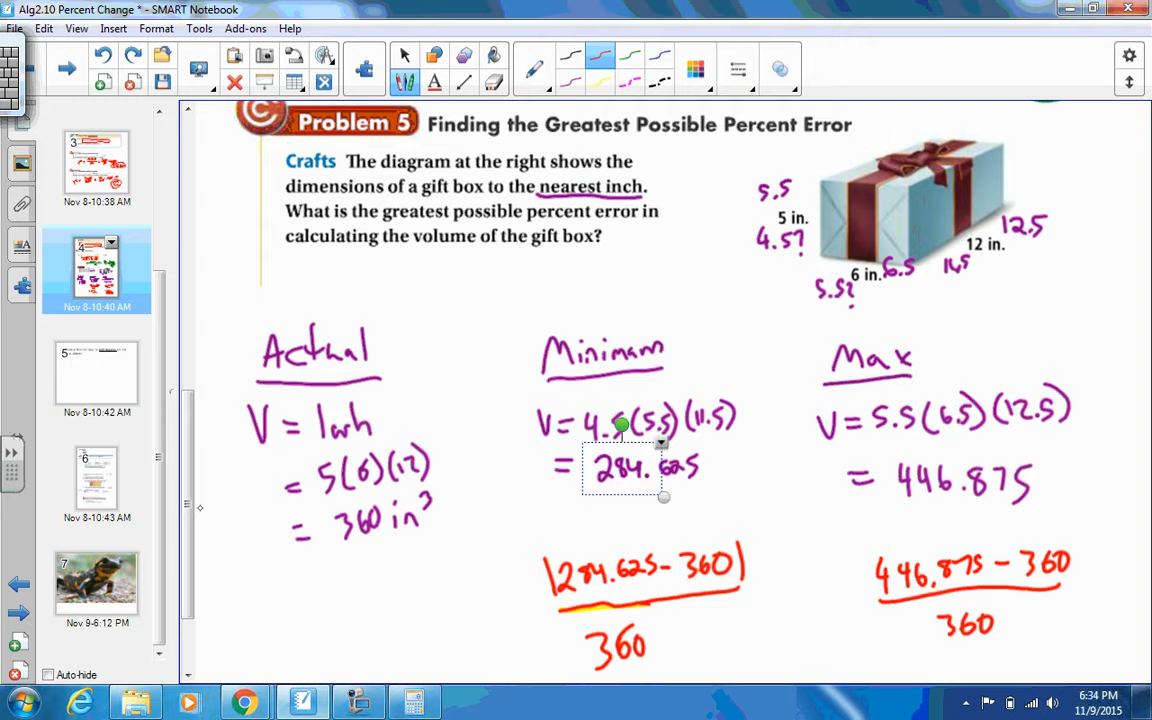 Alg2.10 Percent Change * - SMART Notebook
File Edit View Insert Format Tools Add-ons Help
3
Nov 8-10:38 AM
4
Nov 8-10:40 AM
5
Nov 8-10:42 AM
6
Nov 8-10:43 AM
7
Nov 9-6:12 PM
Auto-hide
C Problem 5 Finding the Greatest Possible Percent Error
Crafts The diagram at the right shows the
dimensions of a gift box to the nearest inch.
What is the greatest possible percent error in
calculating the volume of the gift box?
5.5
5 in.
4.5?
12.5
12 in.
11.5
6 in. 6.5
5.5?
Actual
V = lwh
= 5(6)(12)
= 360 in³
Minimam
V = 4.5(5.5)(11.5)
= 284.625
|284.625 - 360|
360
Max
V = 5.5(6.5)(12.5)
= 446.875
446.875 - 360
360
6:34 PM
11/9/2015